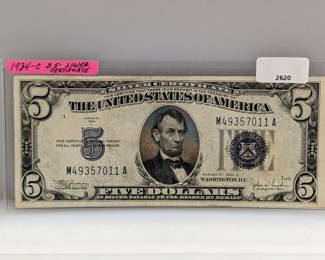 1934-C $5- SILVER
CERTIFICATE
2620
SILVER CERTIFICATE
5 THE UNITED STATES OF AMERICA 5
M49357011A
5
M49357011A
WASHINGTON, D.C.
5 FIVE DOLLARS 5
IN SILVER PAYABLE TO THE BEARER ON DEMAND